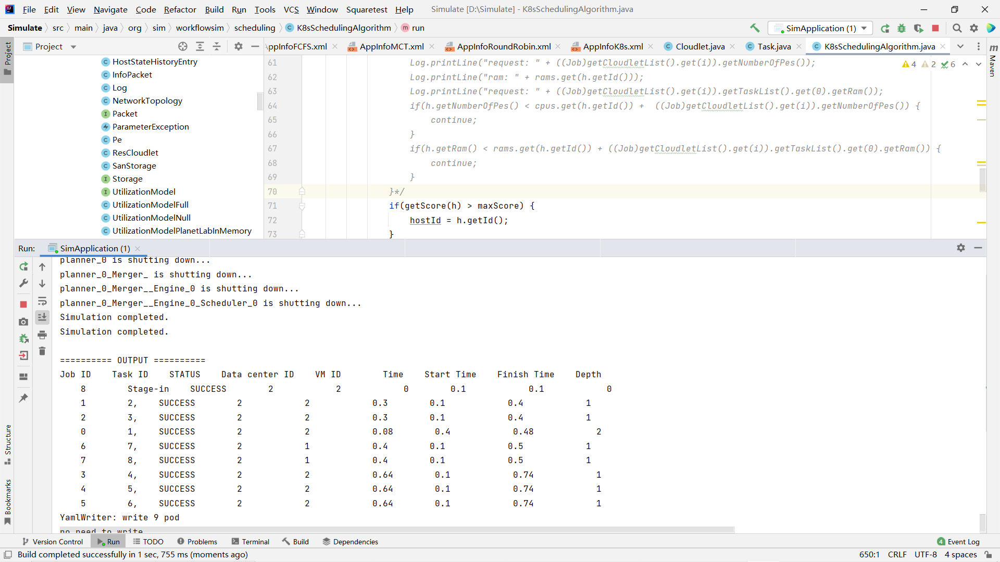 File Edit View Navigate Code Refactor Build Run Tools VCS Window Squaretest Help Simulate [D:\Simulate] - K8sSchedulingAlgorithm.java
Simulate src main java org sim workflowsim scheduling K8sSchedulingAlgorithm run SimApplication (1)
Project AppInfoFCFS.xml AppInfoMCT.xml AppInfoRoundRobin.xml AppInfoK8s.xml Cloudlet.java Task.java K8sSchedulingAlgorithm.java
Project
Maven
HostStateHistoryEntry
InfoPacket
Log
NetworkTopology
Packet
ParameterException
Pe
ResCloudlet
SanStorage
Storage
UtilizationModel
UtilizationModelFull
UtilizationModelNull
UtilizationModelPlanetLabInMemory
4 2 6
61 Log.printLine("request: " + ((Job)getCloudletList().get(i)).getNumberOfPes());
62 Log.printLine("ram: " + rams.get(h.getId()));
63 Log.printLine("request: " + ((Job)getCloudletList().get(i)).getTaskList().get(0).getRam());
64 if(h.getNumberOfPes() < cpus.get(h.getId()) +  ((Job)getCloudletList().get(i)).getNumberOfPes()) {
65 continue;
66 }
67 if(h.getRam() < rams.get(h.getId()) + ((Job)getCloudletList().get(i)).getTaskList().get(0).getRam()) {
68 continue;
69 }
70 }*/
71 if(getScore(h) > maxScore) {
72 hostId = h.getId();
73 }
Run: SimApplication (1)
planner_0 is shutting down...
planner_0_Merger_ is shutting down...
planner_0_Merger__Engine_0 is shutting down...
planner_0_Merger__Engine_0_Scheduler_0 is shutting down...
Simulation completed.
Simulation completed.
========== OUTPUT ==========
Job ID Task ID STATUS Data center ID VM ID Time Start Time Finish Time Depth
8 Stage-in SUCCESS 2 2 0 0.1 0.1 0
1 2, SUCCESS 2 2 0.3 0.1 0.4 1
2 3, SUCCESS 2 2 0.3 0.1 0.4 1
0 1, SUCCESS 2 2 0.08 0.4 0.48 2
6 7, SUCCESS 2 1 0.4 0.1 0.5 1
7 8, SUCCESS 2 1 0.4 0.1 0.5 1
3 4, SUCCESS 2 2 0.64 0.1 0.74 1
4 5, SUCCESS 2 2 0.64 0.1 0.74 1
5 6, SUCCESS 2 2 0.64 0.1 0.74 1
YamlWriter: write 9 pod
no need to write
Structure
Bookmarks
Version Control Run TODO Problems Terminal Build Dependencies 4 Event Log
Build completed successfully in 1 sec, 755 ms (moments ago) 650:1 CRLF UTF-8 4 spaces